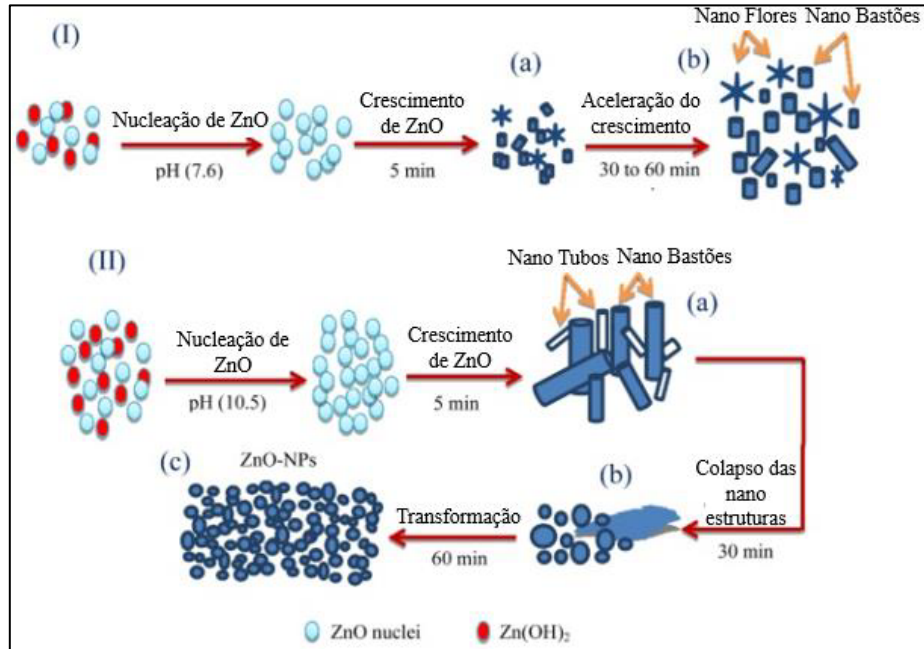 (I)
Nucleação de ZnO
pH (7.6)
Crescimento
de ZnO
5 min
(a)
Aceleração do
crescimento
30 to 60 min
(b)
Nano Flores
Nano Bastões
(II)
Nucleação de
ZnO
pH (10.5)
Crescimento
de ZnO
5 min
Nano Tubos
Nano Bastões
(a)
Colapso das
nano
estruturas
30 min
(b)
Transformação
60 min
(c)
ZnO-NPs
ZnO nuclei
Zn(OH)₂